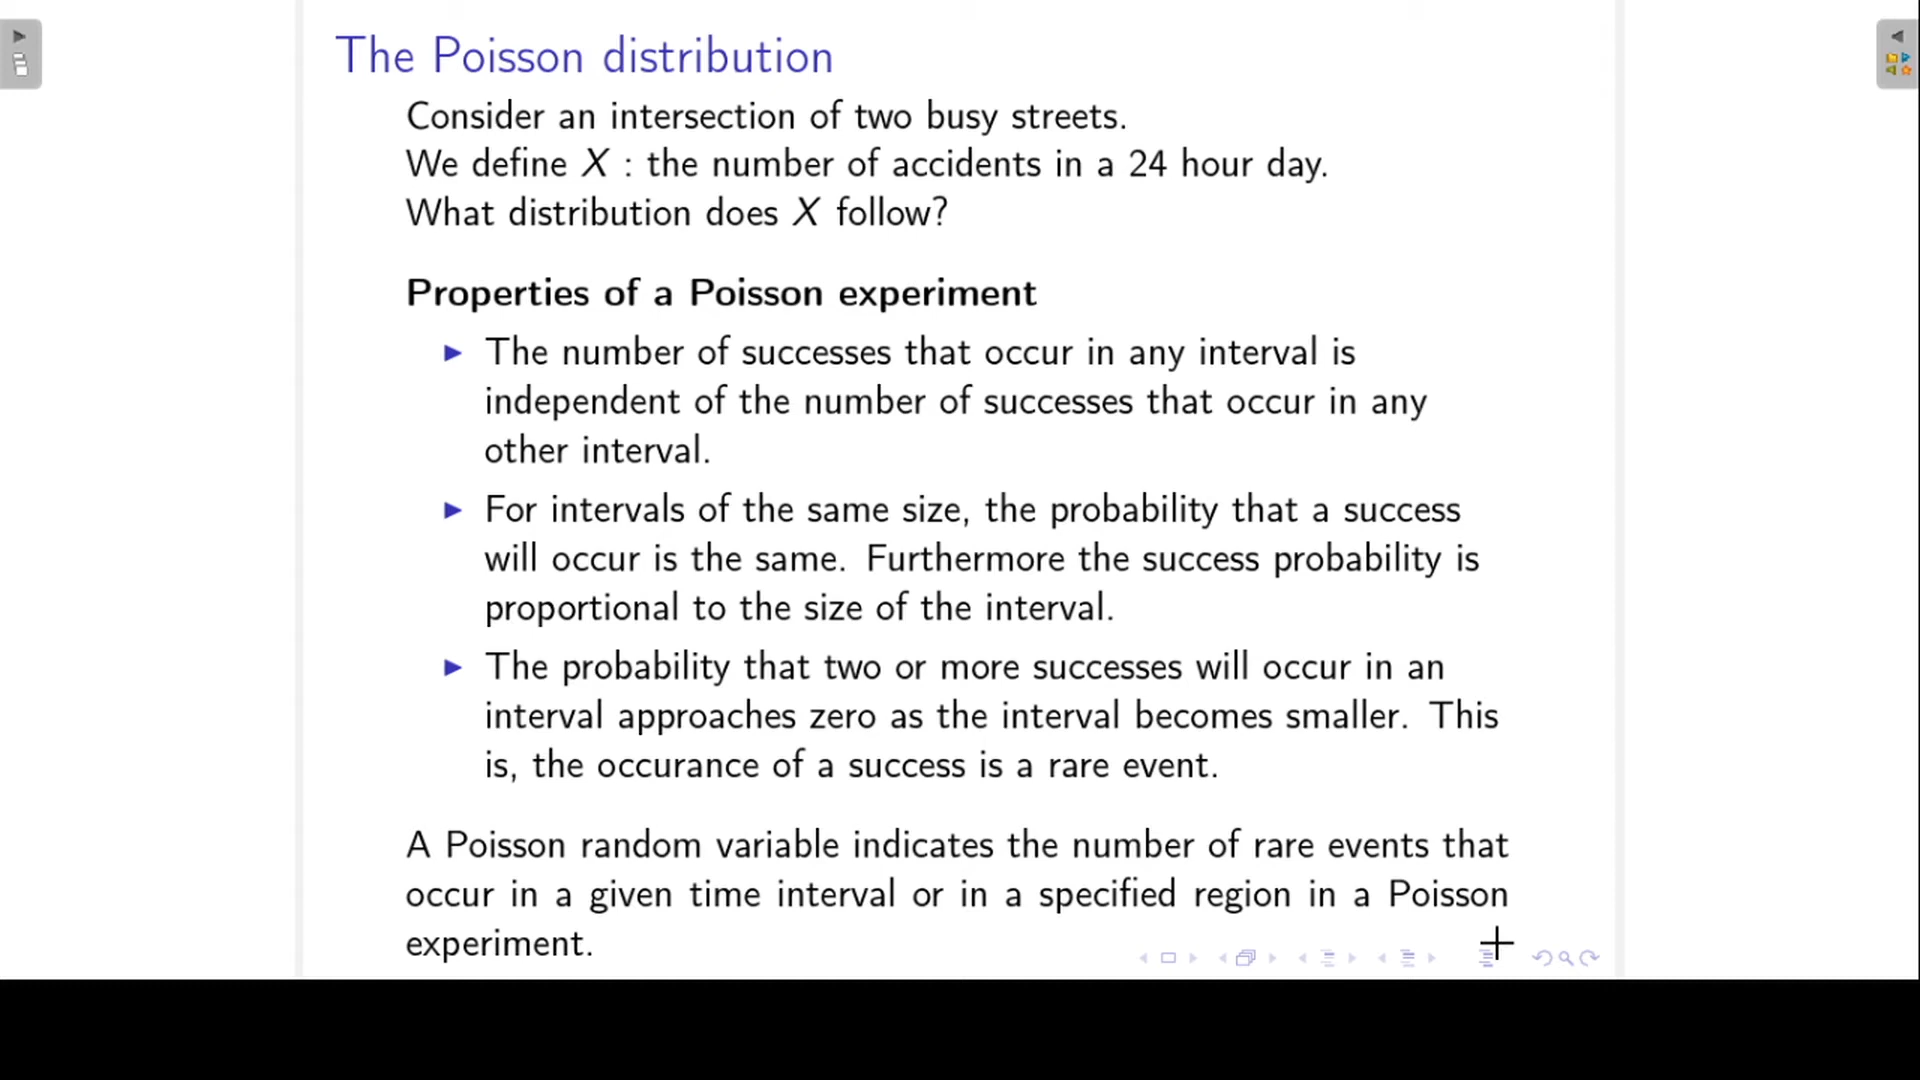 The Poisson distribution
Consider an intersection of two busy streets.
We define X : the number of accidents in a 24 hour day.
What distribution does X follow?
Properties of a Poisson experiment
The number of successes that occur in any interval is
independent of the number of successes that occur in any
other interval.
For intervals of the same size, the probability that a success
will occur is the same. Furthermore the success probability is
proportional to the size of the interval.
The probability that two or more successes will occur in an
interval approaches zero as the interval becomes smaller. This
is, the occurance of a success is a rare event.
A Poisson random variable indicates the number of rare events that
occur in a given time interval or in a specified region in a Poisson
experiment.